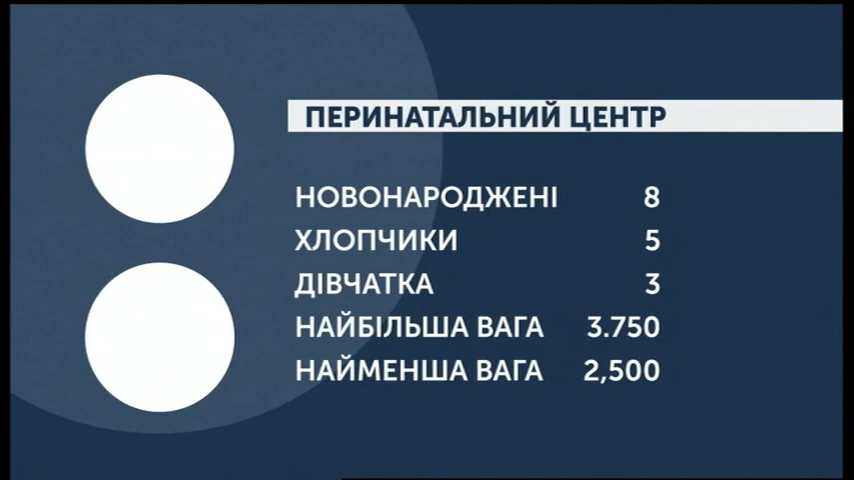 ПЕРИНАТАЛЬНИЙ ЦЕНТР
НОВОНАРОДЖЕНІ 8
ХЛОПЧИКИ 5
ДІВЧАТКА 3
НАЙБІЛЬША ВАГА 3.750
НАЙМЕНША ВАГА 2,500